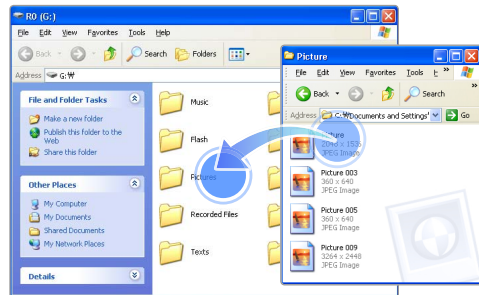 R0 (G:)
File Edit View Favorites Tools Help
Back Search Folders
Address G:₩
File and Folder Tasks
Make a new folder
Publish this folder to the
Web
Share this folder
Other Places
My Computer
My Documents
Shared Documents
My Network Places
Details
Music
Flash
Pictures
Recorded Files
Texts
Picture
File Edit View Favorites Tools
Back Search
Address G:₩Documents and Settings' Go
Picture
JPEG Image
Picture 003
360 x 640
JPEG Image
Picture 005
360 x 640
JPEG Image
Picture 009
3264 x 2448
JPEG Image